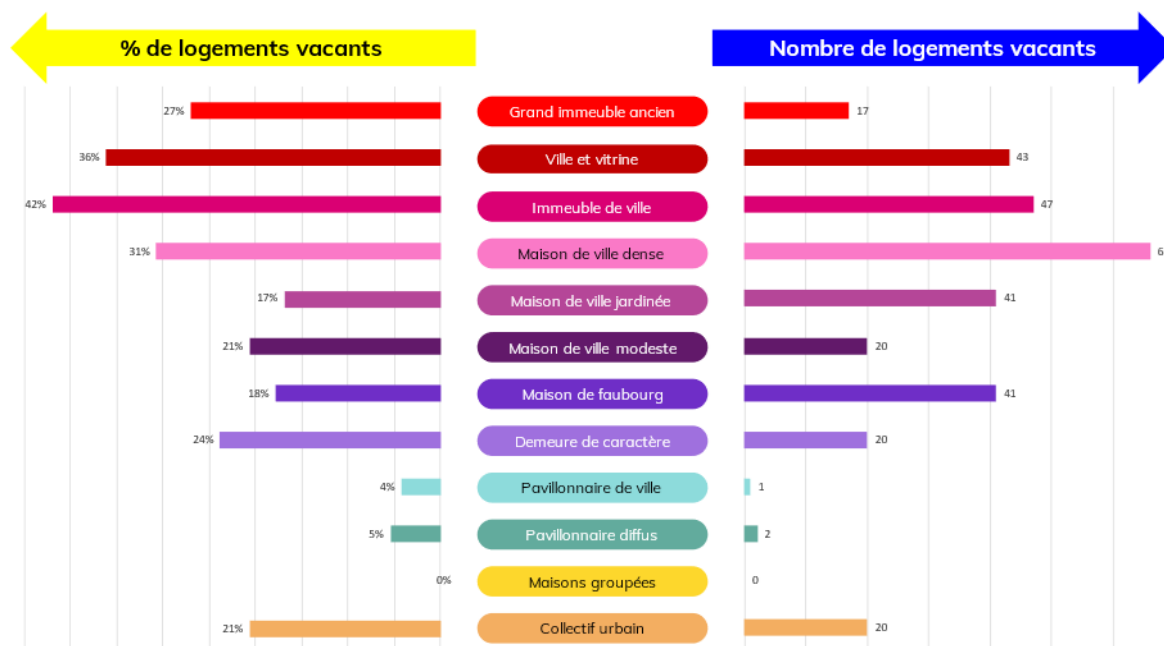 % de logements vacants
Nombre de logements vacants
27% Grand immeuble ancien 17
36% Ville et vitrine 43
42% Immeuble de ville 47
31% Maison de ville dense
17% Maison de ville jardinée 41
21% Maison de ville modeste 20
18% Maison de faubourg 41
24% Demeure de caractère 20
4% Pavillonnaire de ville 1
5% Pavillonnaire diffus 2
0% Maisons groupées 0
21% Collectif urbain 20